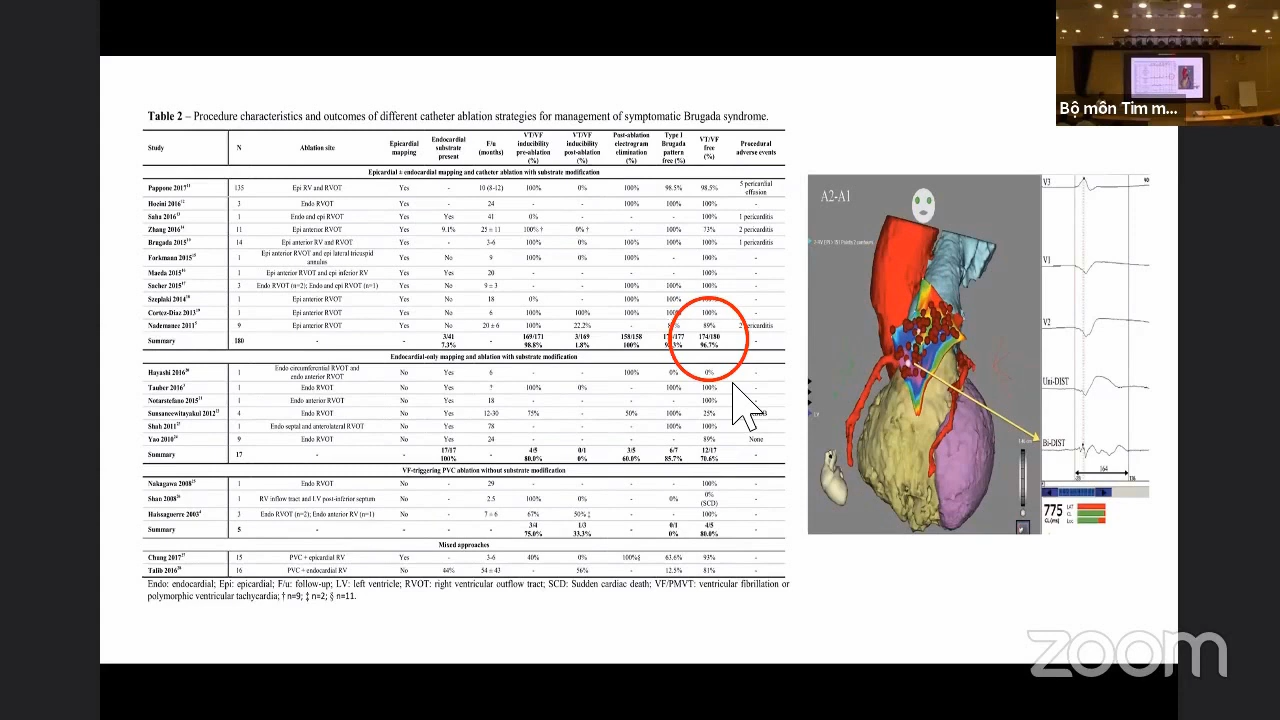 Bộ môn Tim m...
Table 2 – Procedure characteristics and outcomes of different catheter ablation strategies for management of symptomatic Brugada syndrome.
Study N Ablation site Epicardial mapping Endocardial substrate present F/u (months) VT/VF inducibility pre-ablation (%) VT/VF inducibility post-ablation (%) Post-ablation electrogram elimination (%) Type I Brugada pattern free (%) VT/VF free (%) Procedural adverse events
Epicardial ± endocardial mapping and catheter ablation with substrate modification
Pappone 2017 135 Epi RV and RVOT Yes - 10 (8-12) 100% 0% 100% 98.5% 98.5% 5 pericardial effusion
Hocini 2016 3 Endo RVOT Yes - 24 - - 100% 100% 100% -
Saha 2016 1 Endo and epi RVOT Yes Yes 41 0% - - - 100% 1 pericarditis
Zhang 2016 11 Epi anterior RVOT Yes 9.1% 25 ± 11 100% † 0% † - 100% 73% 2 pericarditis
Brugada 2015 14 Epi anterior RV and RVOT Yes - 3-6 100% 0% 100% 100% 100% 1 pericarditis
Forkmann 2015 1 Epi anterior RVOT and epi lateral tricuspid annulus Yes No 9 100% 0% 100% - 100% -
Maeda 2015 1 Epi anterior RVOT and epi inferior RV Yes Yes 20 - - - - 100% -
Sacher 2015 3 Endo RVOT (n=2); Endo and epi RVOT (n=1) Yes No 9 ± 3 - - 100% 100% 100% -
Szeplaki 2014 1 Epi anterior RVOT Yes No 18 0% - 100% 100% -
Cortez-Diaz 2013 1 Epi anterior RVOT Yes No 6 100% 100% 100% 100% 100% -
Nademanee 2011 9 Epi anterior RVOT Yes No 20 ± 6 100% 22.2% - 89% pericarditis
Summary 180 - - 3/41 7.3% - 169/171 98.8% 3/169 1.8% 158/158 100% 174/180 96.7% -
Endocardial-only mapping and ablation with substrate modification
Hayashi 2016 1 Endo circumferential RVOT and endo anterior RVOT No Yes 6 - - 100% 0% 0% -
Tauber 2016 1 Endo RVOT No Yes ? 100% 0% - 100% 100% -
Notarstefano 2015 1 Endo anterior RVOT No Yes 18 - - - - 100% -
Sunsaneewitayakul 2012 4 Endo RVOT No Yes 12-30 75% - 50% 100% 25%
Shah 2011 1 Endo septal and anterolateral RVOT No Yes 78 - - - 100% 100% -
Yao 2010 9 Endo RVOT No Yes 24 - - - - 89% None
Summary 17 - - 17/17 100% - 4/5 80.0% 0/1 0% 3/5 60.0% 6/7 85.7% 12/17 70.6% -
VF-triggering PVC ablation without substrate modification
Nakagawa 2008 1 Endo RVOT No - 29 - - - - 100% -
Shan 2008 1 RV inflow tract and LV post-inferior septum No - 2.5 100% 0% - 0% 0% (SCD) -
Haissaguerre 2003 3 Endo RVOT (n=2); Endo anterior RV (n=1) No - 7 ± 6 67% 50% ‡ - - 100% -
Summary 5 - - - - 3/4 75.0% 1/3 33.3% - 0/1 0% 4/5 80.0% -
Mixed approaches
Chung 2017 15 PVC + epicardial RV Yes - 3-6 40% 0% 100%§ 63.6% 93% -
Talib 2016 16 PVC + endocardial RV No 44% 54 ± 43 - 56% - 12.5% 81% -
Endo: endocardial; Epi: epicardial; F/u: follow-up; LV: left ventricle; RVOT: right ventricular outflow tract; SCD: Sudden cardiac death; VF/PMVT: ventricular fibrillation or
polymorphic ventricular tachycardia; † n=9; ‡ n=2; § n=11.
A2-A1
V3
V1
V2
Uni-DIST
Bi-DIST
164
775
CL(ms)
LAT
CL
zoom